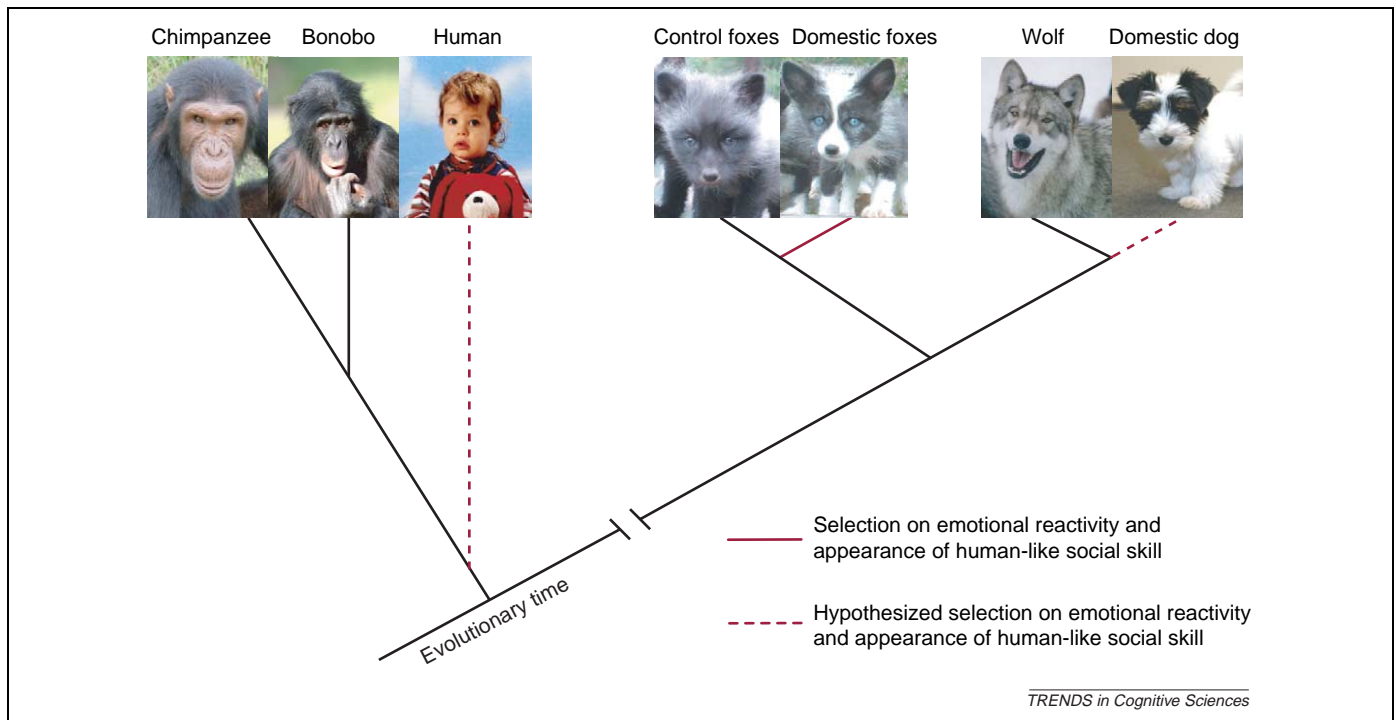 Chimpanzee Bonobo Human Control foxes Domestic foxes Wolf Domestic dog
Selection on emotional reactivity and
appearance of human-like social skill
Evolutionary time
Hypothesized selection on emotional reactivity
and appearance of human-like social skill
TRENDS in Cognitive Sciences